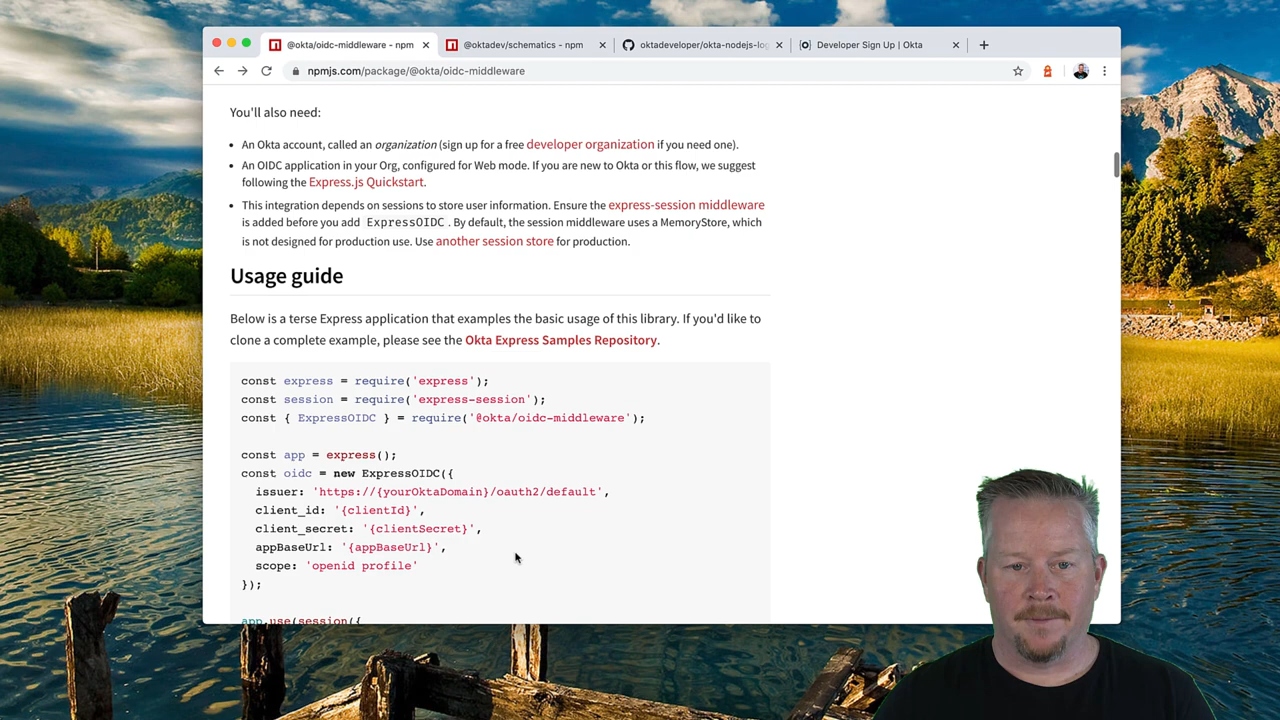 @okta/oidc-middleware - npm
@oktadev/schematics - npm
oktadeveloper/okta-nodejs-log
Developer Sign Up | Okta
npmjs.com/package/@okta/oidc-middleware
You'll also need:
An Okta account, called an organization (sign up for a free developer organization if you need one).
An OIDC application in your Org, configured for Web mode. If you are new to Okta or this flow, we suggest
following the Express.js Quickstart.
This integration depends on sessions to store user information. Ensure the express-session middleware
is added before you add ExpressOIDC . By default, the session middleware uses a MemoryStore, which
is not designed for production use. Use another session store for production.
Usage guide
Below is a terse Express application that examples the basic usage of this library. If you'd like to
clone a complete example, please see the Okta Express Samples Repository.
const express = require('express');
const session = require('express-session');
const { ExpressOIDC } = require('@okta/oidc-middleware');
const app = express();
const oidc = new ExpressOIDC({
issuer: 'https://{yourOktaDomain}/oauth2/default',
client_id: '{clientId}',
client_secret: '{clientSecret}',
appBaseUrl: '{appBaseUrl}',
scope: 'openid profile'
});
app.use(session({